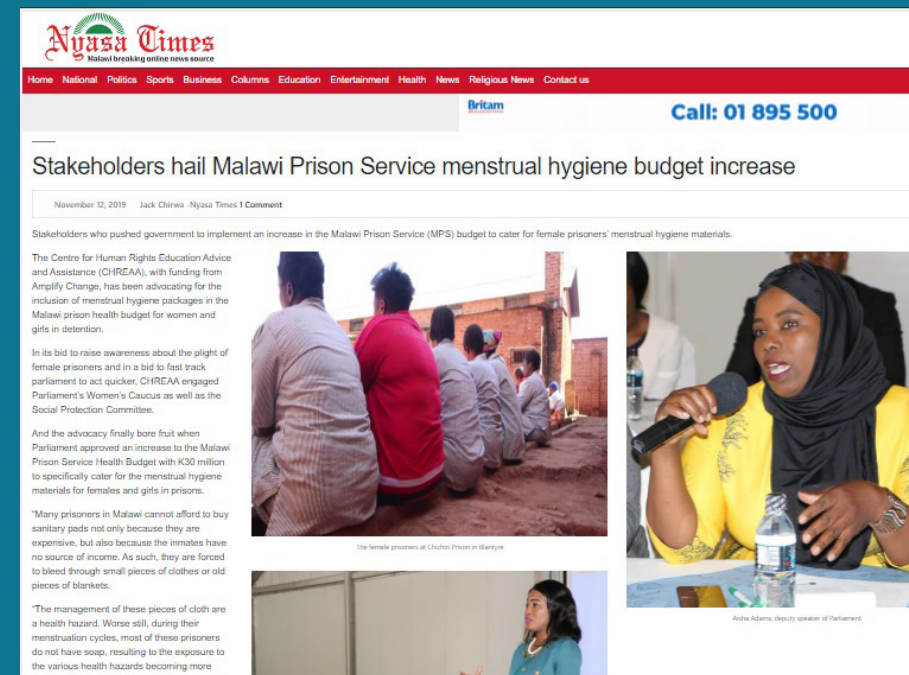 Nyasa Times
Malawi breaking online news source
Home National Politics Sports Business Columns Education Entertainment Health News Religious News Contact us
Britam
Call: 01 895 500
Stakeholders hail Malawi Prison Service menstrual hygiene budget increase
November 12, 2019 Jack Chirwa -Nyasa Times 1 Comment
Stakeholders who pushed government to implement an increase in the Malawi Prison Service (MPS) budget to cater for female prisoners' menstrual hygiene materials.
The Centre for Human Rights Education Advice
and Assistance (CHREAA), with funding from
Amplify Change, has been advocating for the
inclusion of menstrual hygiene packages in the
Malawi prison health budget for women and
girls in detention.
In its bid to raise awareness about the plight of
female prisoners and in a bid to fast track
parliament to act quicker, CHREAA engaged
Parliament's Women's Caucus as well as the
Social Protection Committee.
And the advocacy finally bore fruit when
Parliament approved an increase to the Malawi
Prison Service Health Budget with K30 million
to specifically cater for the menstrual hygiene
materials for females and girls in prisons.
"Many prisoners in Malawi cannot afford to buy
sanitary pads not only because they are
expensive, but also because the inmates have
no source of income. As such, they are forced
to bleed through small pieces of clothes or old
pieces of blankets.
"The management of these pieces of cloth are
a health hazard. Worse still, during their
menstruation cycles, most of these prisoners
do not have soap, resulting to the exposure to
the various health hazards becoming more
The female prisoners at Chichiri Prison in Blantyre
Aisha Adams, deputy speaker of Parliament